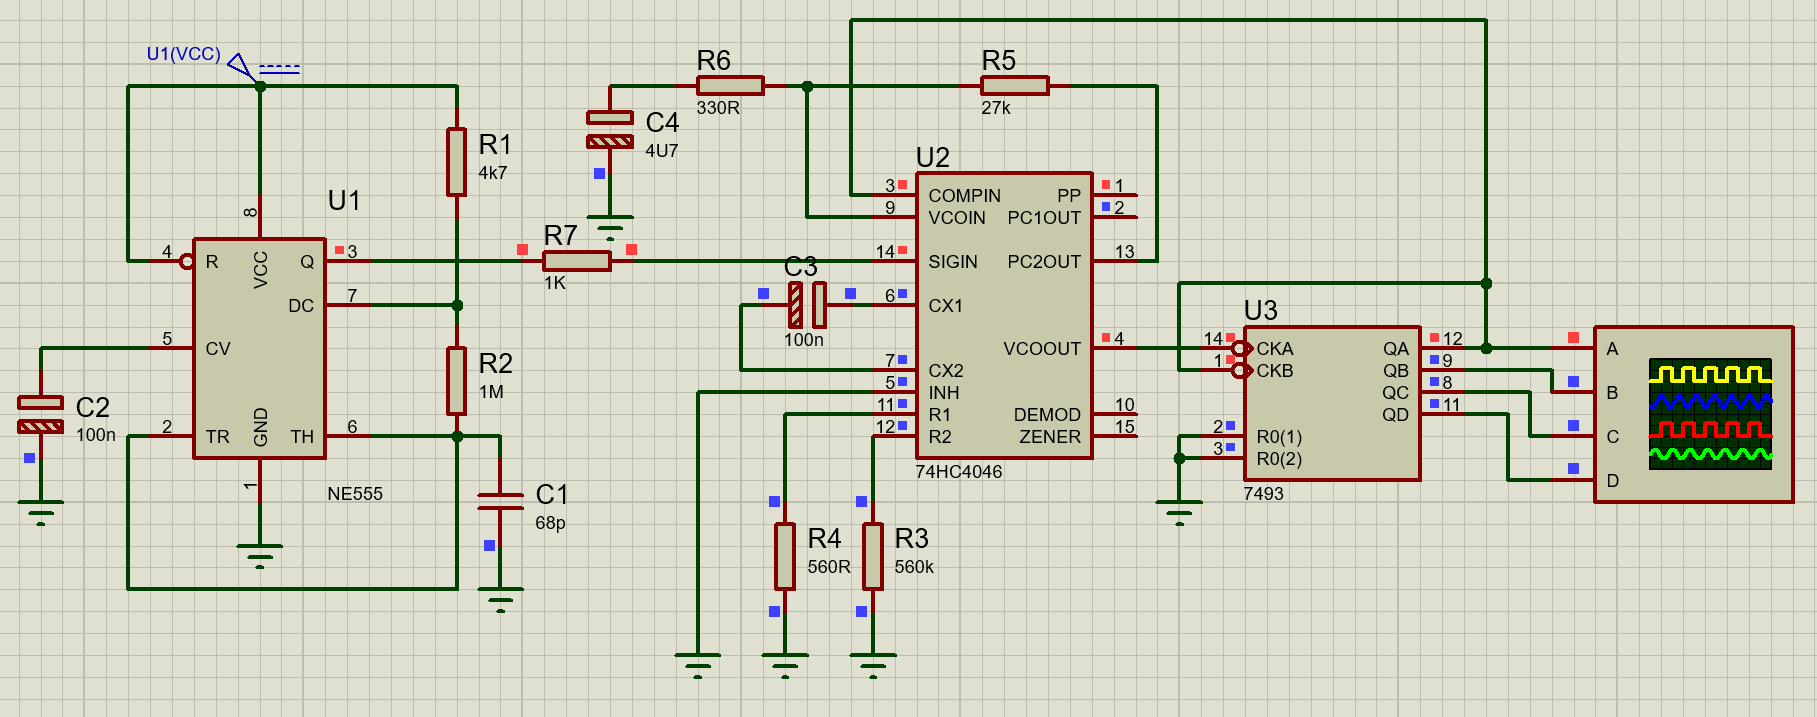 U1(VCC)
R1
4k7
U1
8
4
R
VCC
Q
3
DC
7
5
CV
R2
1M
C2
100n
2
TR
GND
TH
6
1
NE555
C1
68p
R6
330R
R5
27k
C4
4U7
R7
1K
C3
100n
U2
3
COMPIN
PP
1
9
VCOIN
PC1OUT
2
14
SIGIN
PC2OUT
13
6
CX1
VCOOUT
4
7
CX2
5
INH
11
R1
DEMOD
10
12
R2
ZENER
15
74HC4046
R4
560R
R3
560k
U3
14
CKA
QA
12
1
CKB
QB
9
QC
8
QD
11
2
R0(1)
3
R0(2)
7493
A
B
C
D